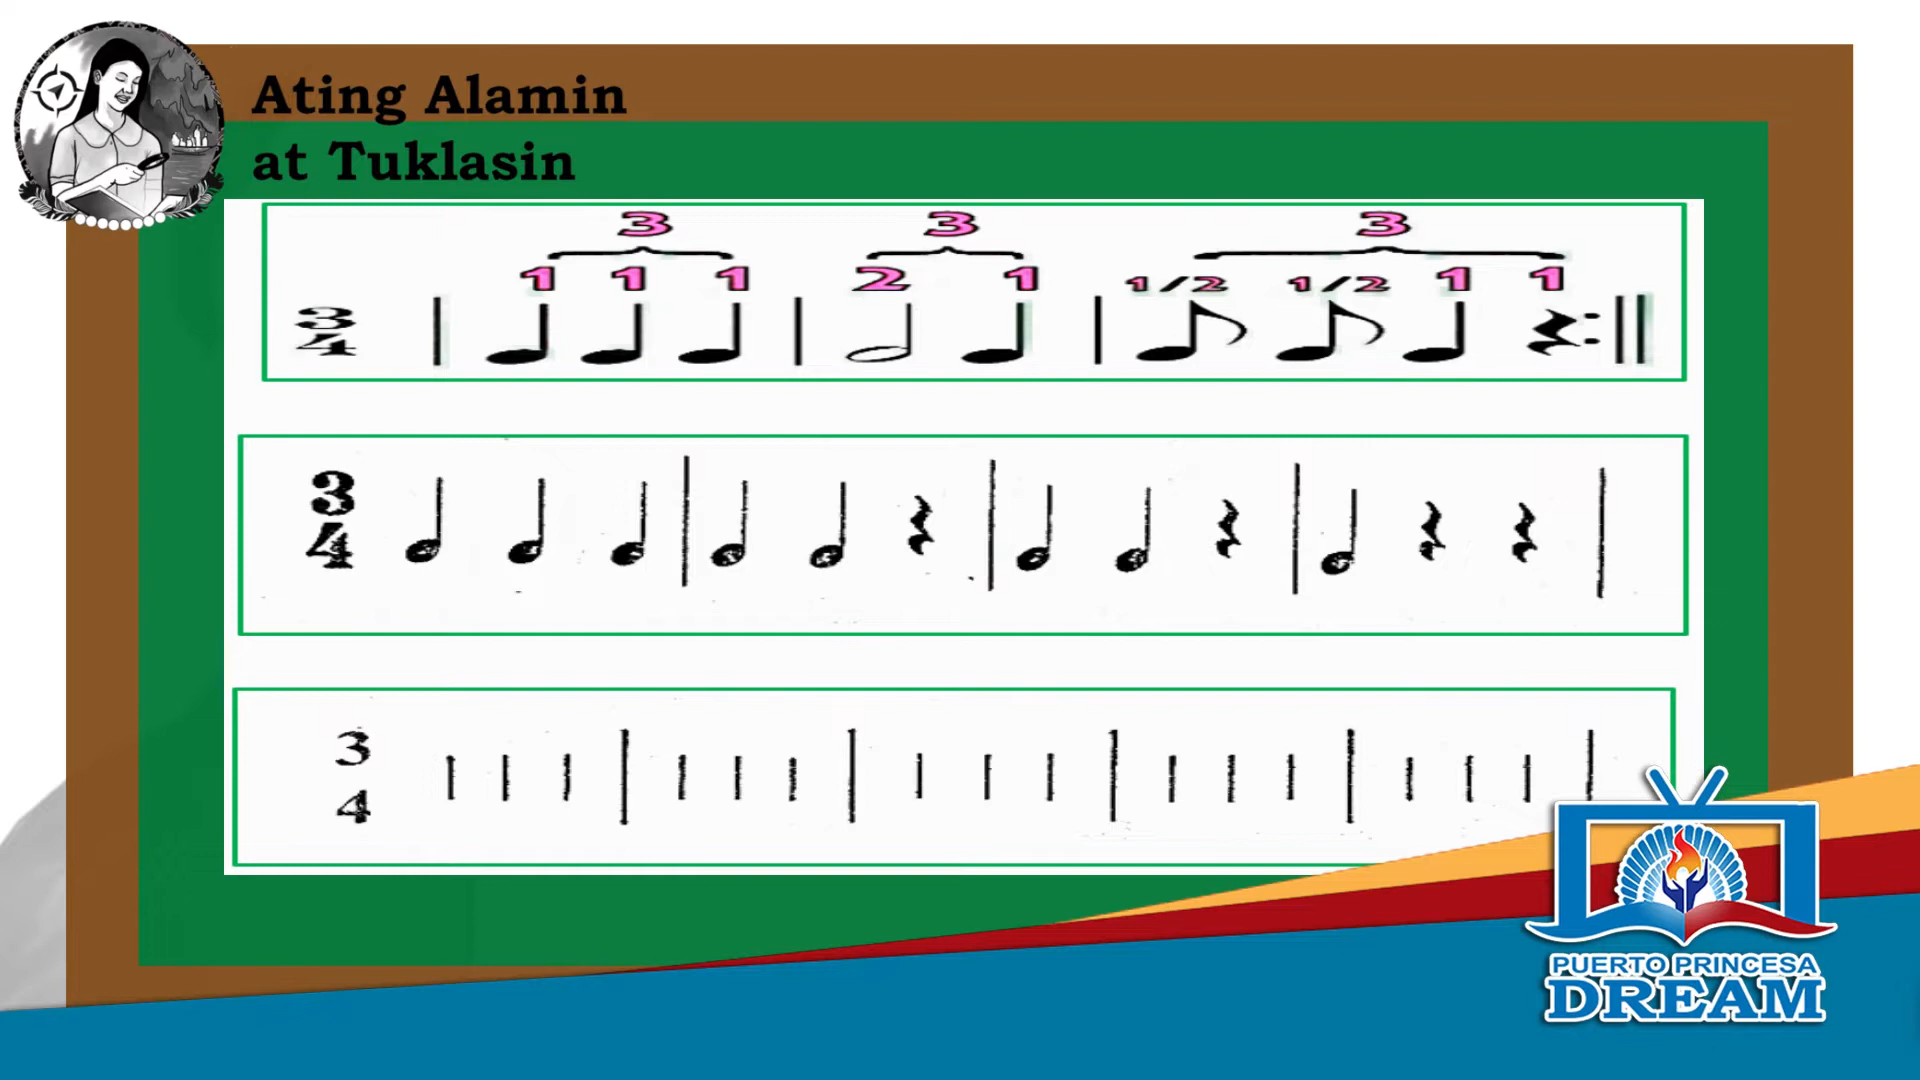 Ating Alamin
at Tuklasin
3 3 3
1 1 1 2 1 1/2 1/2 1 1
3
4
3
4
3
4
PUERTO PRINCESA
DREAM